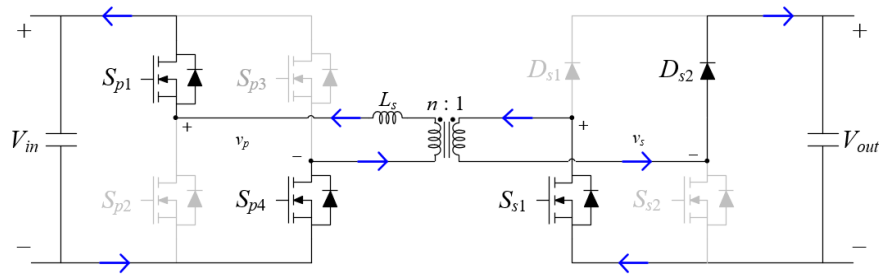 + + 
S_p1 S_p3 D_s1 D_s2
L_s n : 1
V_in + v_p − + v_s − V_out
S_p2 S_p4 S_s1 S_s2
− −